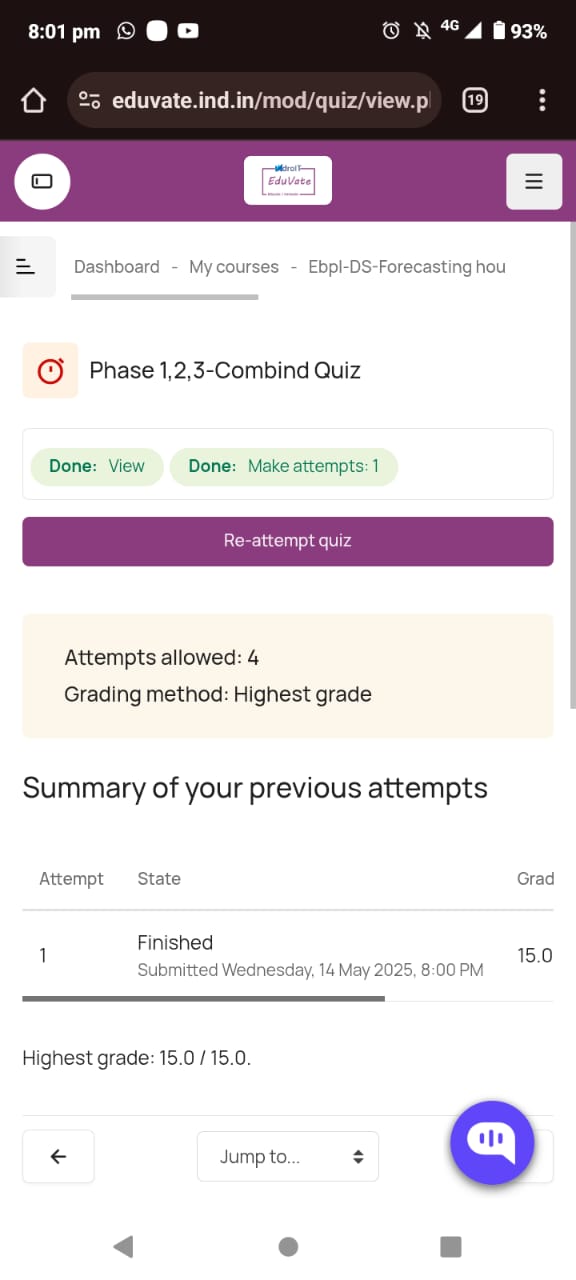 8:01 pm
4G
93%
eduvate.ind.in/mod/quiz/view.p
19
droIT
EduVate
Dashboard - My courses - Ebpl-DS-Forecasting hou
Phase 1,2,3-Combind Quiz
Done: View Done: Make attempts: 1
Re-attempt quiz
Attempts allowed: 4
Grading method: Highest grade
Summary of your previous attempts
Attempt State Grad
1 Finished 15.0
Submitted Wednesday, 14 May 2025, 8:00 PM
Highest grade: 15.0 / 15.0.
Jump to...